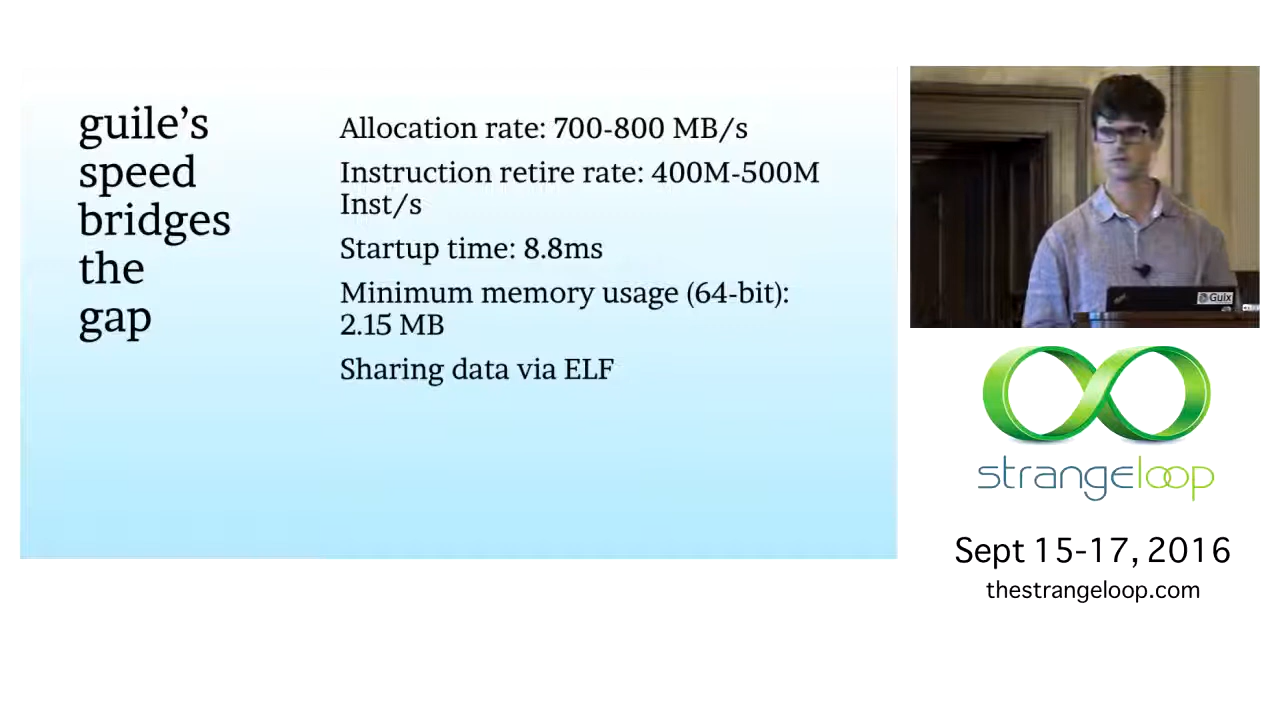 guile’s
speed
bridges
the
gap
Allocation rate: 700-800 MB/s
Instruction retire rate: 400M-500M
Inst/s
Startup time: 8.8ms
Minimum memory usage (64-bit):
2.15 MB
Sharing data via ELF
Guix
strangeloop
Sept 15-17, 2016
thestrangeloop.com